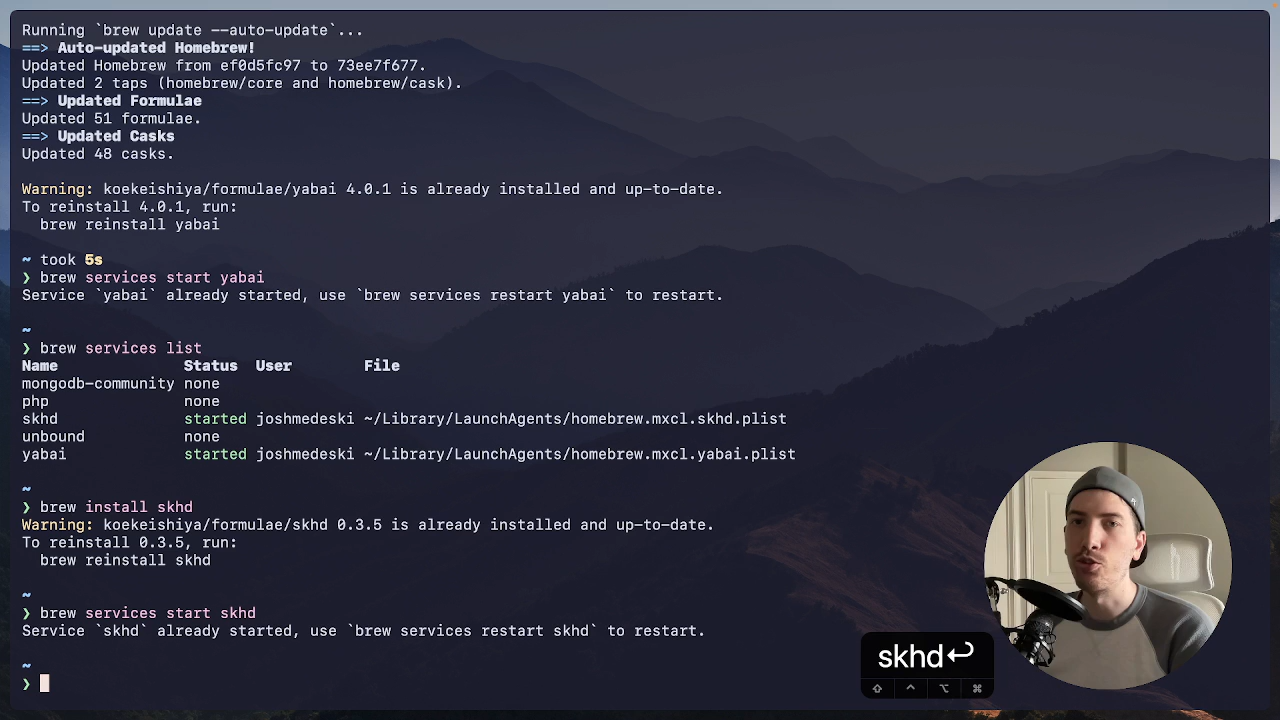 Running `brew update --auto-update`...
==> Auto-updated Homebrew!
Updated Homebrew from ef0d5fc97 to 73ee7f677.
Updated 2 taps (homebrew/core and homebrew/cask).
==> Updated Formulae
Updated 51 formulae.
==> Updated Casks
Updated 48 casks.
Warning: koekeishiya/formulae/yabai 4.0.1 is already installed and up-to-date.
To reinstall 4.0.1, run:
  brew reinstall yabai
~ took 5s
❯ brew services start yabai
Service `yabai` already started, use `brew services restart yabai` to restart.
~
❯ brew services list
Name            Status  User       File
mongodb-community none
php             none
skhd            started joshmedeski ~/Library/LaunchAgents/homebrew.mxcl.skhd.plist
unbound         none
yabai           started joshmedeski ~/Library/LaunchAgents/homebrew.mxcl.yabai.plist
~
❯ brew install skhd
Warning: koekeishiya/formulae/skhd 0.3.5 is already installed and up-to-date.
To reinstall 0.3.5, run:
  brew reinstall skhd
~
❯ brew services start skhd
Service `skhd` already started, use `brew services restart skhd` to restart.
~
❯
skhd↩
⇧ ^ ⌥ ⌘